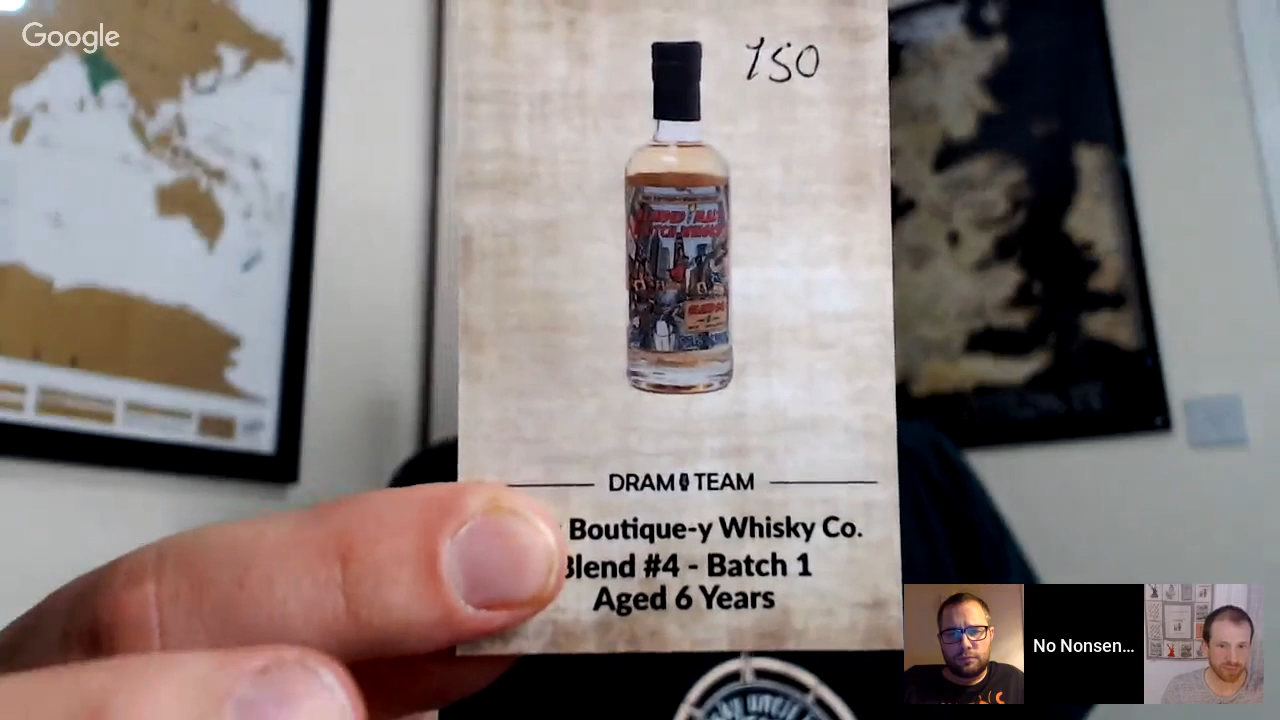 Google
150
DRAM TEAM
Boutique-y Whisky Co.
Blend #4 - Batch 1
Aged 6 Years
No Nonsen...